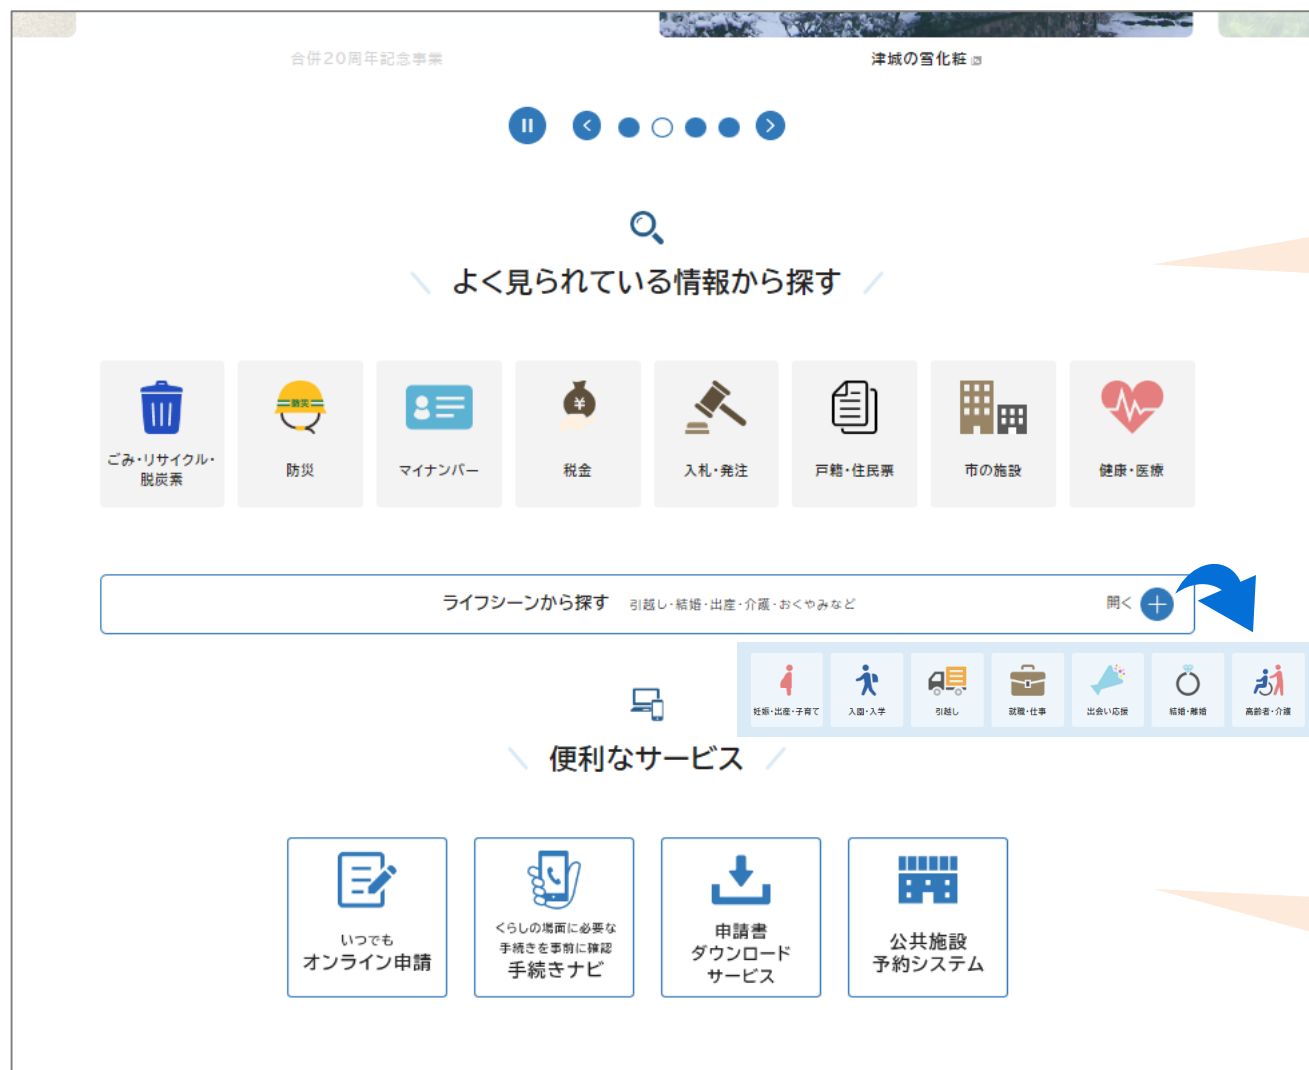 合併20周年記念事業
津城の雪化粧
よく見られている情報から探す
ごみ・リサイクル・
脱炭素
防災
防災
マイナンバー
¥
税金
入札・発注
戸籍・住民票
市の施設
健康・医療
ライフシーンから探す 引越し・結婚・出産・介護・おくやみなど 開く
妊娠・出産・子育て
入園・入学
引越し
就職・仕事
出会い応援
結婚・離婚
高齢者・介護
便利なサービス
いつでも
オンライン申請
くらしの場面に必要な
手続きを事前に確認
手続きナビ
申請書
ダウンロード
サービス
公共施設
予約システム